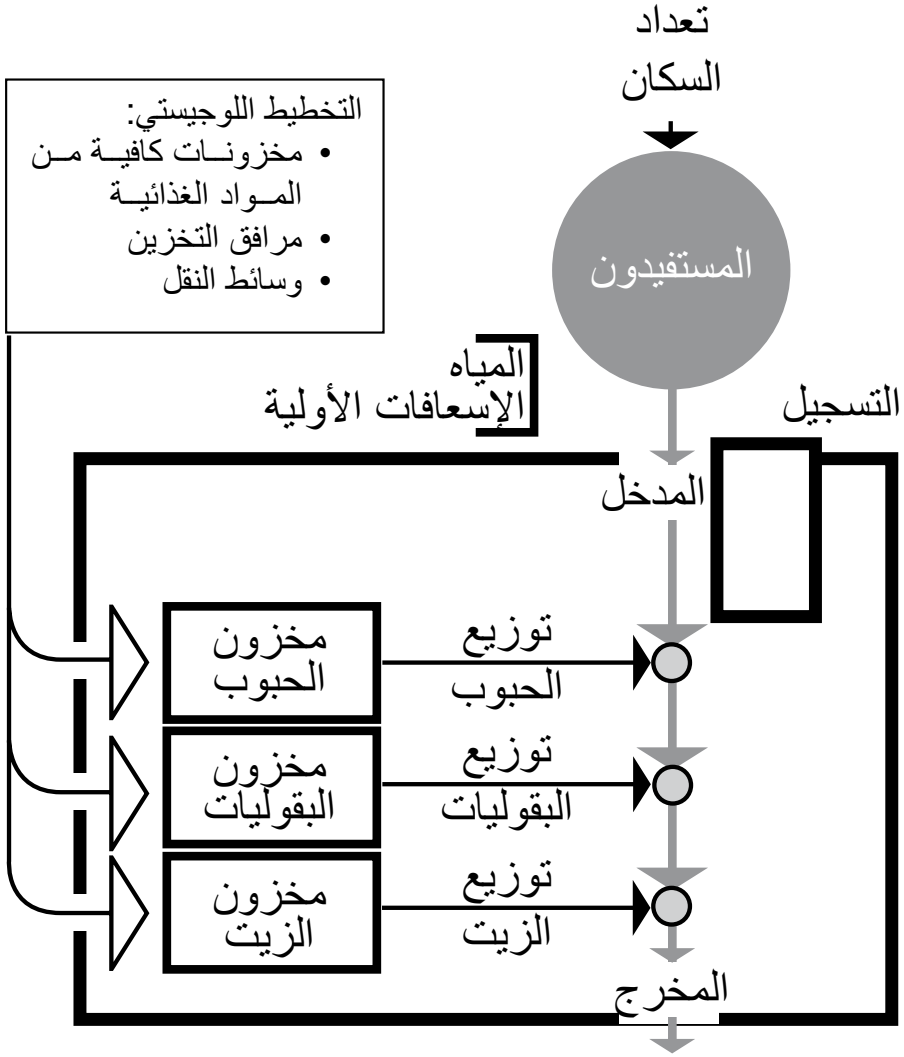 تعداد
السكان
التخطيط اللوجيستي:
• مخزونات كافية من
المواد الغذائية
• مرافق التخزين
• وسائط النقل
المستفيدون
المياه
الإسعافات الأولية
التسجيل
المدخل
مخزون
الحبوب
توزيع
الحبوب
مخزون
البقوليات
توزيع
البقوليات
مخزون
الزيت
توزيع
الزيت
المخرج